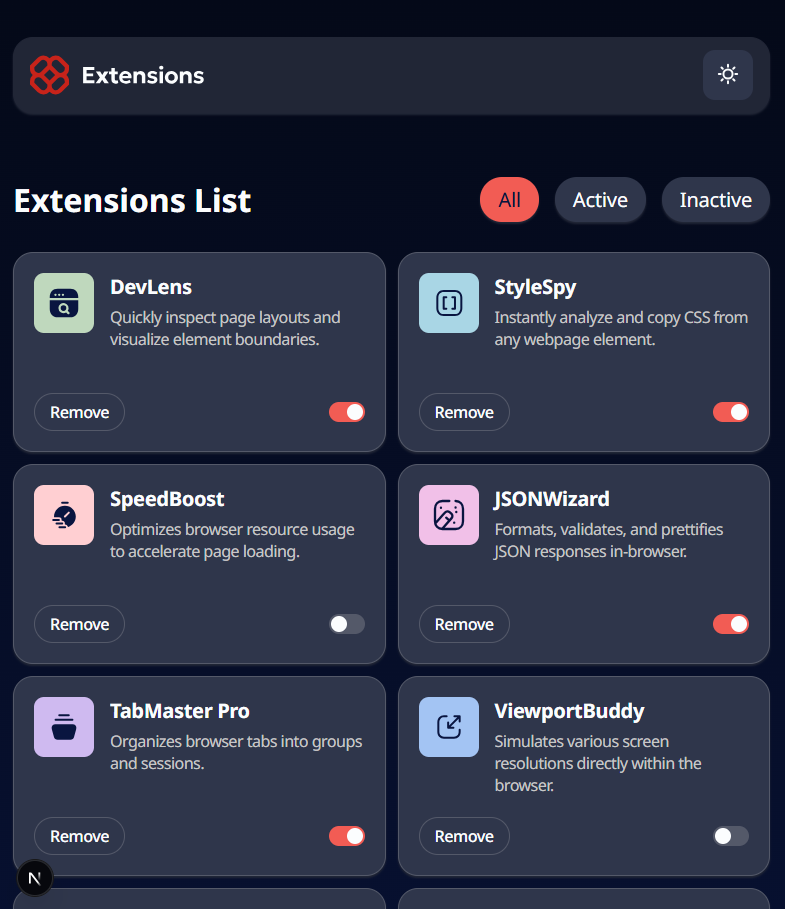 Extensions
Extensions List
All
Active
Inactive
DevLens
Quickly inspect page layouts and
visualize element boundaries.
Remove
StyleSpy
Instantly analyze and copy CSS from
any webpage element.
Remove
SpeedBoost
Optimizes browser resource usage
to accelerate page loading.
Remove
JSONWizard
Formats, validates, and prettifies
JSON responses in-browser.
Remove
TabMaster Pro
Organizes browser tabs into groups
and sessions.
Remove
ViewportBuddy
Simulates various screen
resolutions directly within the
browser.
Remove
N